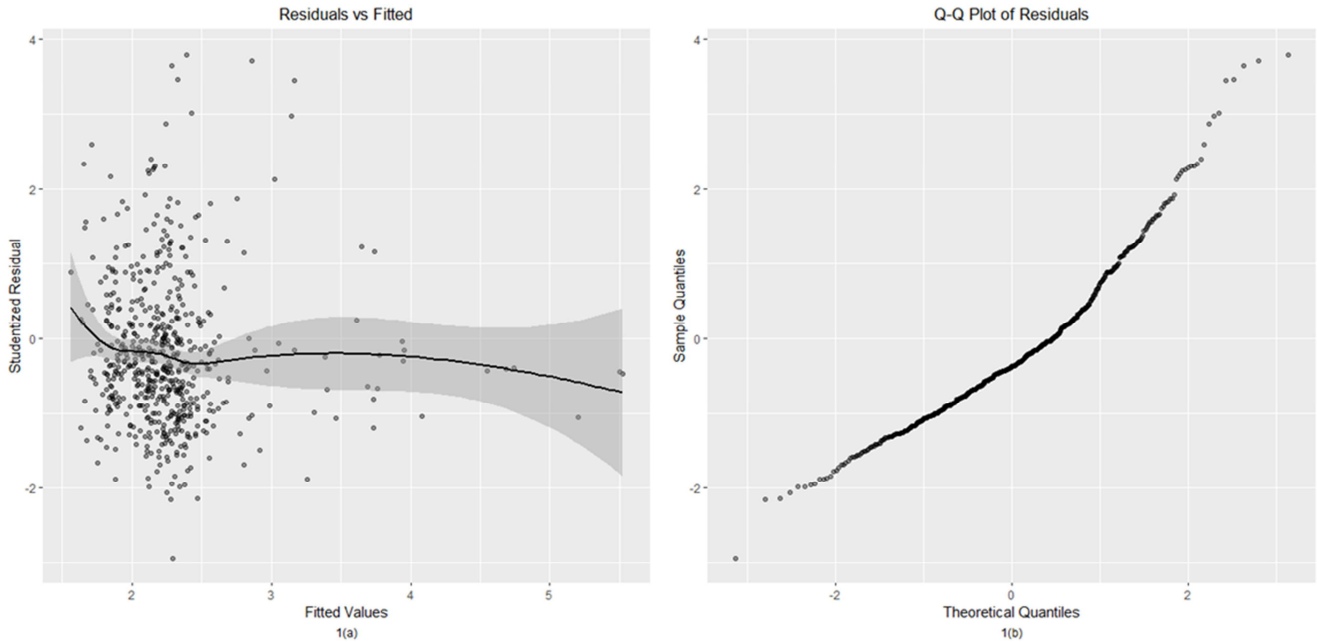 Residuals vs Fitted
4
2
0
-2
Studentized Residual
2
3
4
5
Fitted Values
1(a)
Q-Q Plot of Residuals
4
2
0
-2
Sample Quantiles
-2
0
2
Theoretical Quantiles
1(b)